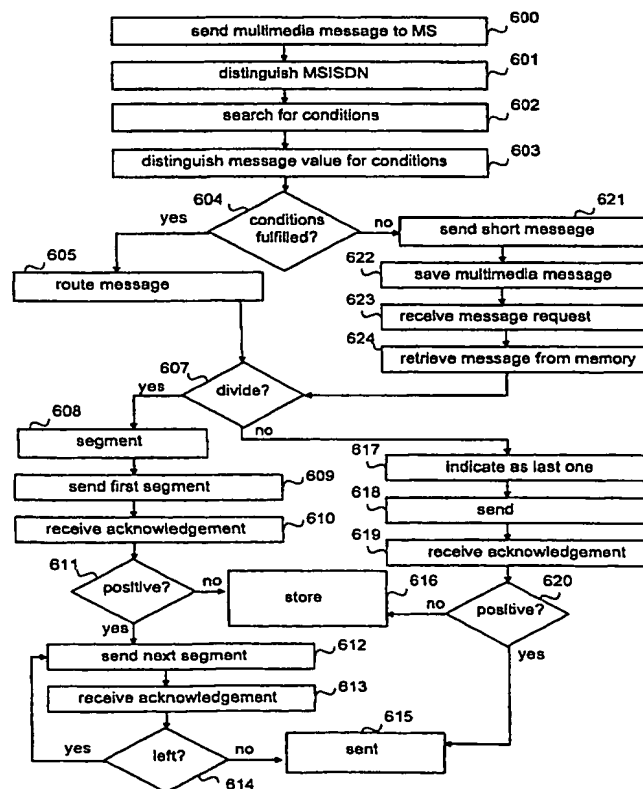 send multimedia message to MS
600
distinguish MSISDN
601
search for conditions
602
distinguish message value for conditions
603
604
conditions
fulfilled?
yes
no
605
route message
621
send short message
622
save multimedia message
623
receive message request
624
retrieve message from memory
607
divide?
yes
no
608
segment
609
send first segment
610
receive acknowledgement
611
positive?
no
yes
616
store
617
indicate as last one
618
send
619
receive acknowledgement
620
positive?
no
yes
612
send next segment
613
receive acknowledgement
614
left?
yes
no
615
sent